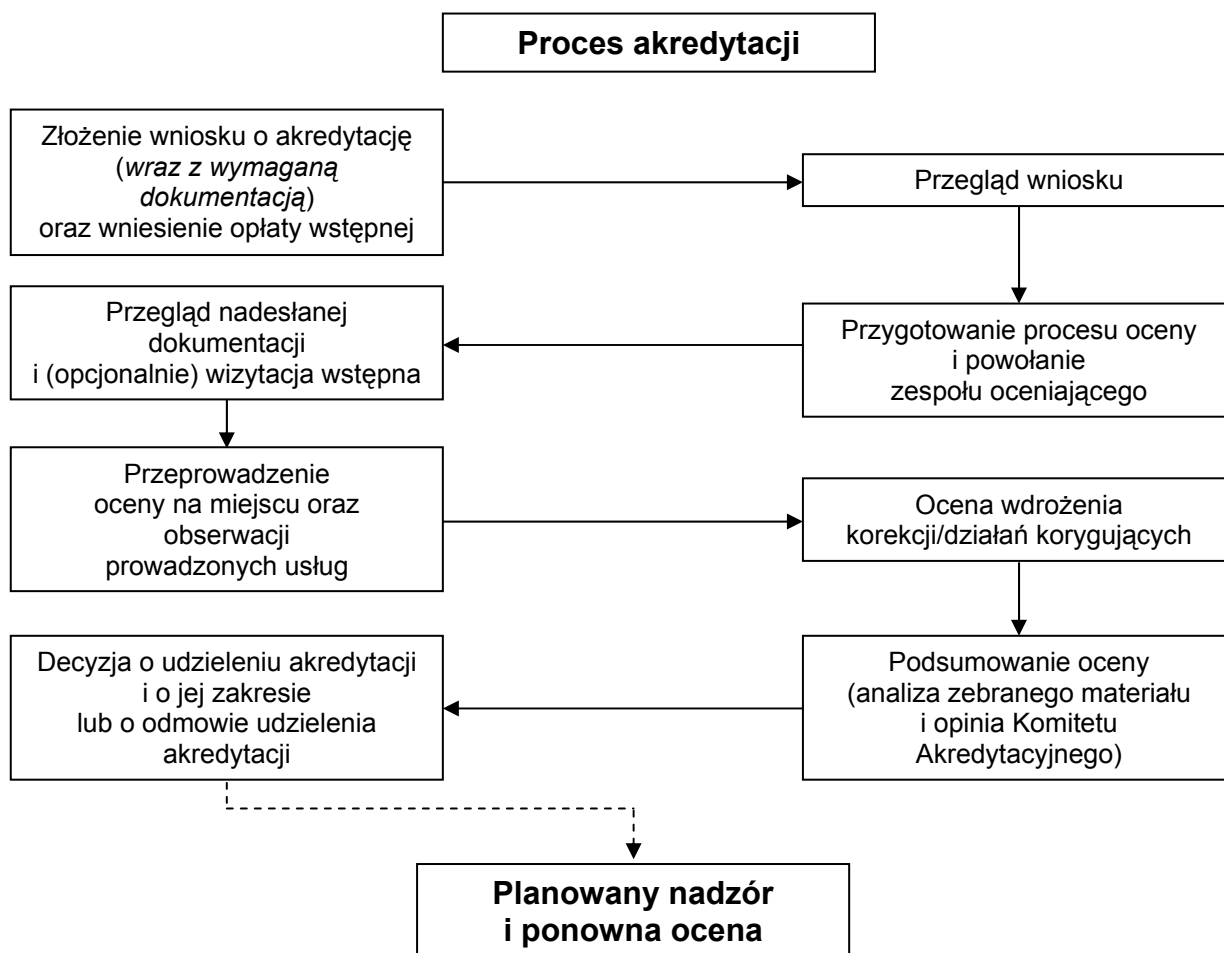 Proces akredytacji
Złożenie wniosku o akredytację
(wraz z wymaganą
dokumentacją)
oraz wniesienie opłaty wstępnej
Przegląd wniosku
Przygotowanie procesu oceny
i powołanie
zespołu oceniającego
Przegląd nadesłanej
dokumentacji
i (opcjonalnie) wizytacja wstępna
Przeprowadzenie
oceny na miejscu oraz
obserwacji
prowadzonych usług
Ocena wdrożenia
korekcji/działań korygujących
Podsumowanie oceny
(analiza zebranego materiału
i opinia Komitetu
Akredytacyjnego)
Decyzja o udzieleniu akredytacji
i o jej zakresie
lub o odmowie udzielenia
akredytacji
Planowany nadzór
i ponowna ocena